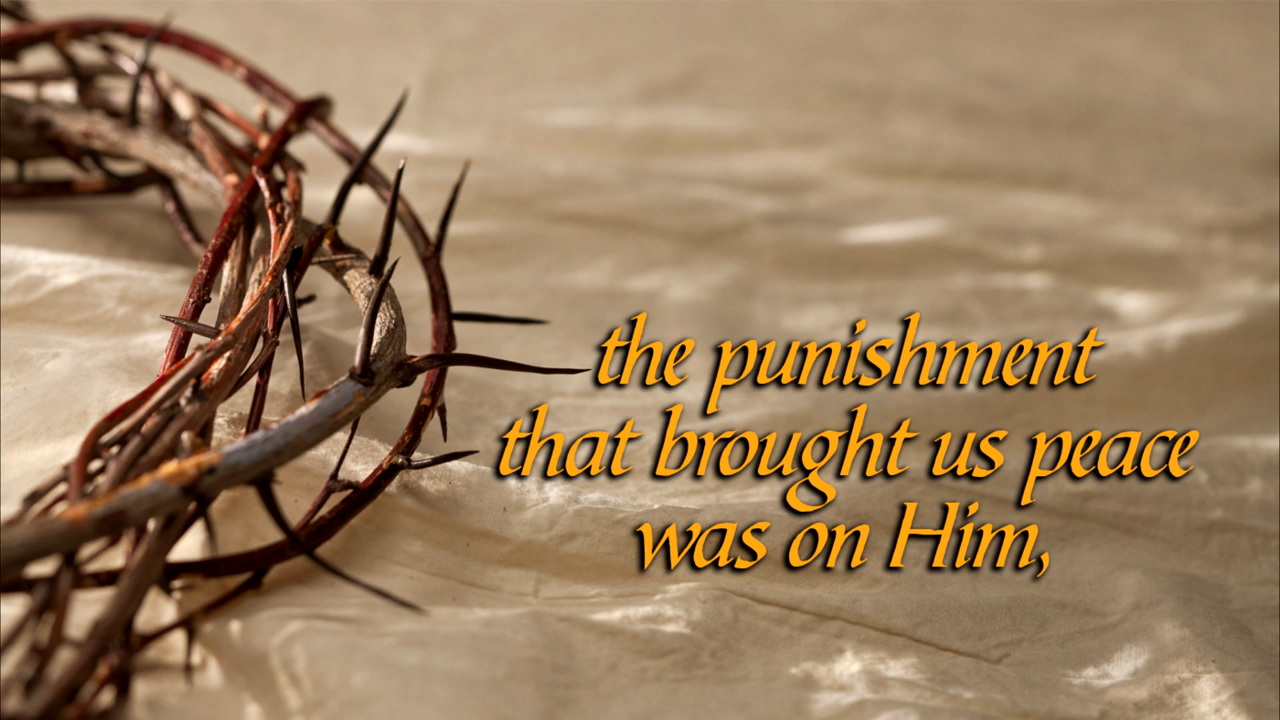 the punishment
that brought us peace
was on Him,